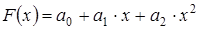 F(x) = a₀ + a₁ · x + a₂ · x²